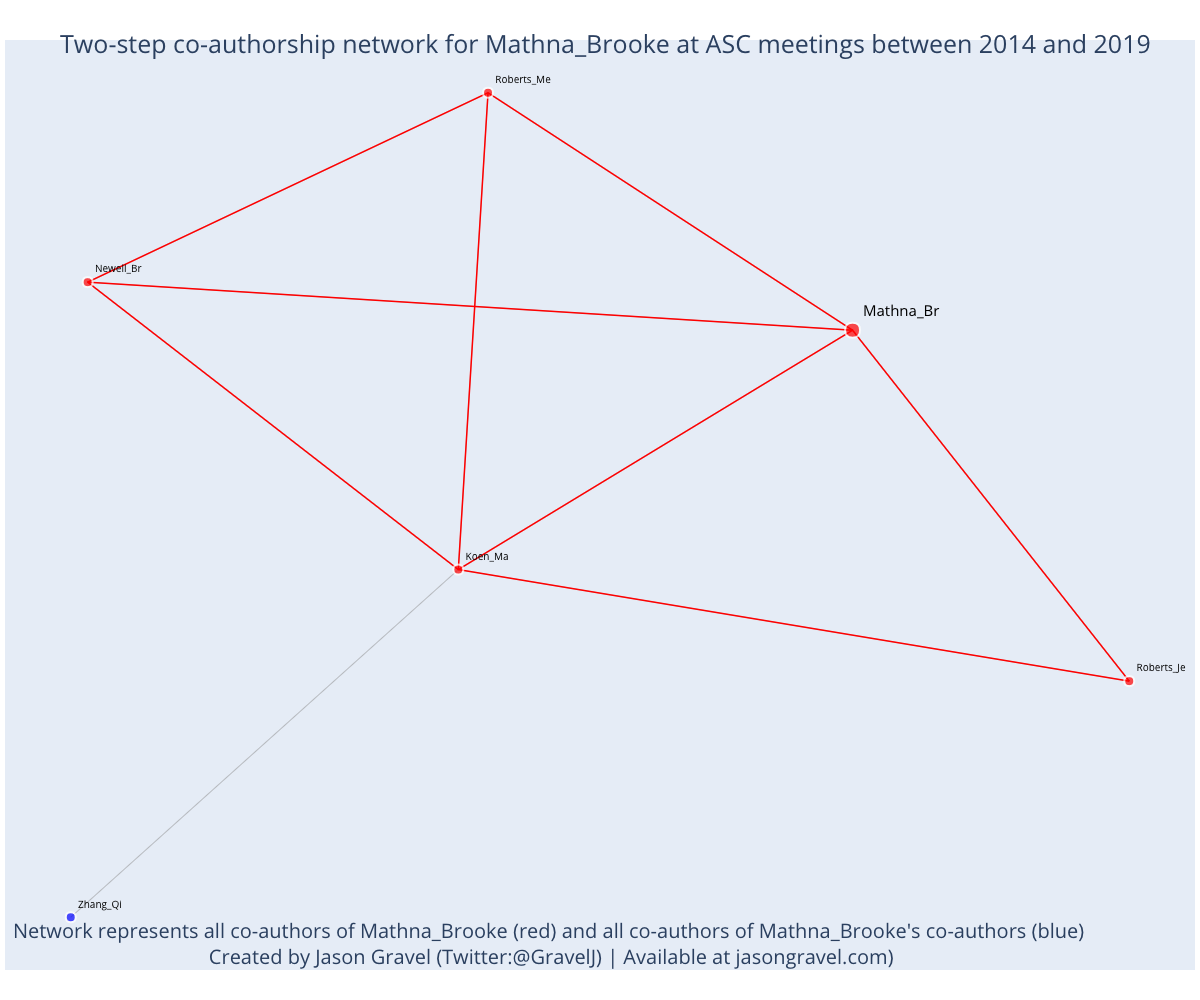 Two-step co-authorship network for Mathna_Brooke at ASC meetings between 2014 and 2019
Roberts_Me
Newell_Br
Mathna_Br
Koen_Ma
Roberts_Je
Zhang_Qi
Network represents all co-authors of Mathna_Brooke (red) and all co-authors of Mathna_Brooke's co-authors (blue)
Created by Jason Gravel (Twitter:@GravelJ) | Available at jasongravel.com)